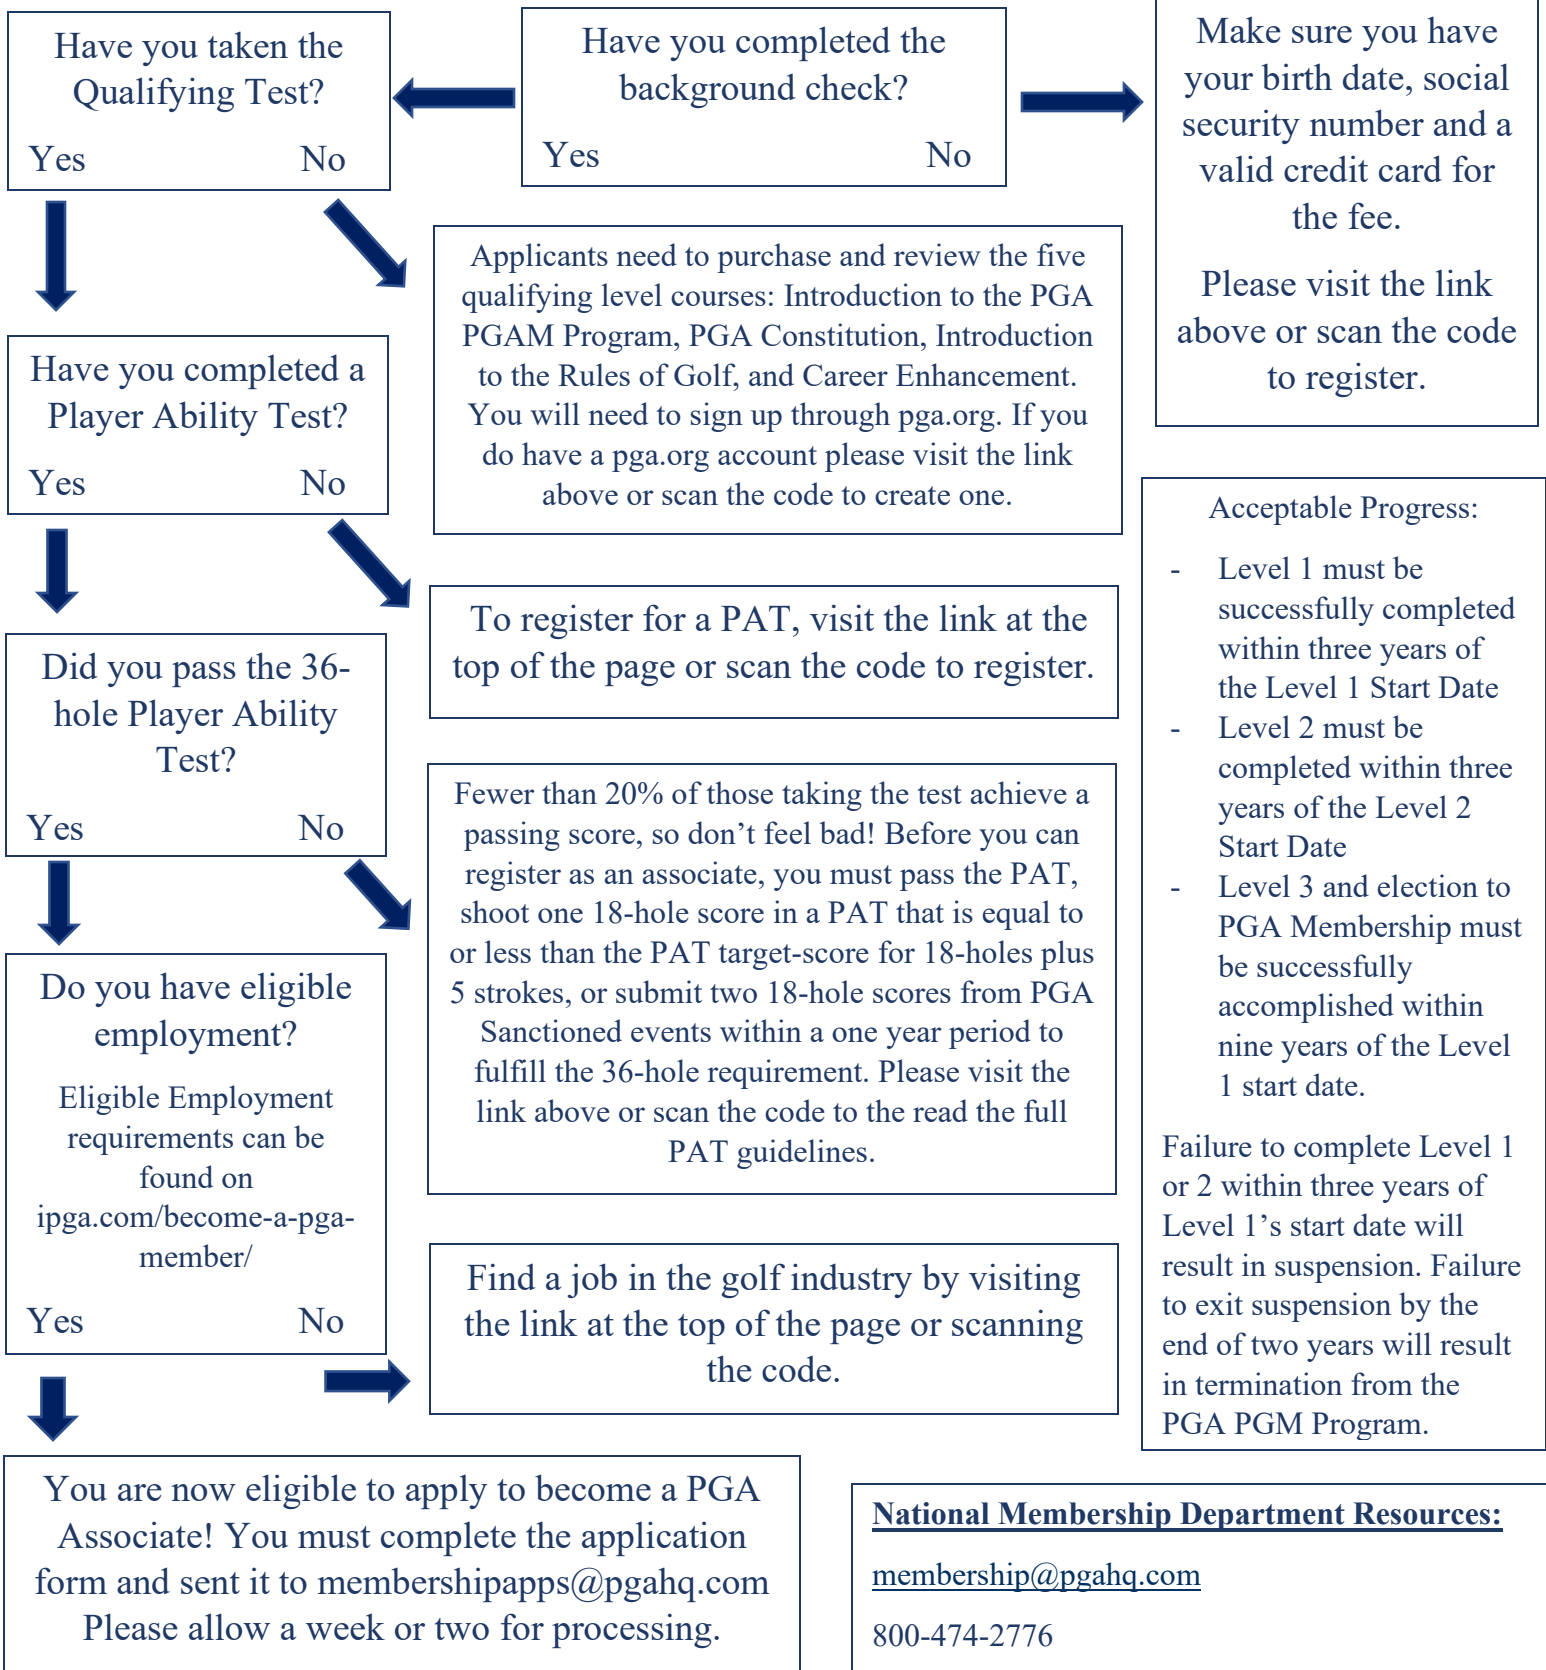 Have you taken the
Qualifying Test?
Yes No
Have you completed the
background check?
Yes No
Make sure you have
your birth date, social
security number and a
valid credit card for
the fee.
Please visit the link
above or scan the code
to register.
Applicants need to purchase and review the five
qualifying level courses: Introduction to the PGA
PGAM Program, PGA Constitution, Introduction
to the Rules of Golf, and Career Enhancement.
You will need to sign up through pga.org. If you
do have a pga.org account please visit the link
above or scan the code to create one.
Have you completed a
Player Ability Test?
Yes No
To register for a PAT, visit the link at the
top of the page or scan the code to register.
Did you pass the 36-
hole Player Ability
Test?
Yes No
Fewer than 20% of those taking the test achieve a
passing score, so don’t feel bad! Before you can
register as an associate, you must pass the PAT,
shoot one 18-hole score in a PAT that is equal to
or less than the PAT target-score for 18-holes plus
5 strokes, or submit two 18-hole scores from PGA
Sanctioned events within a one year period to
fulfill the 36-hole requirement. Please visit the
link above or scan the code to the read the full
PAT guidelines.
Do you have eligible
employment?
Eligible Employment
requirements can be
found on
ipga.com/become-a-pga-
member/
Yes No
Find a job in the golf industry by visiting
the link at the top of the page or scanning
the code.
Acceptable Progress:
- Level 1 must be
successfully completed
within three years of
the Level 1 Start Date
- Level 2 must be
completed within three
years of the Level 2
Start Date
- Level 3 and election to
PGA Membership must
be successfully
accomplished within
nine years of the Level
1 start date.
Failure to complete Level 1
or 2 within three years of
Level 1’s start date will
result in suspension. Failure
to exit suspension by the
end of two years will result
in termination from the
PGA PGM Program.
You are now eligible to apply to become a PGA
Associate! You must complete the application
form and sent it to membershipapps@pgahq.com
Please allow a week or two for processing.
National Membership Department Resources:
membership@pgahq.com
800-474-2776